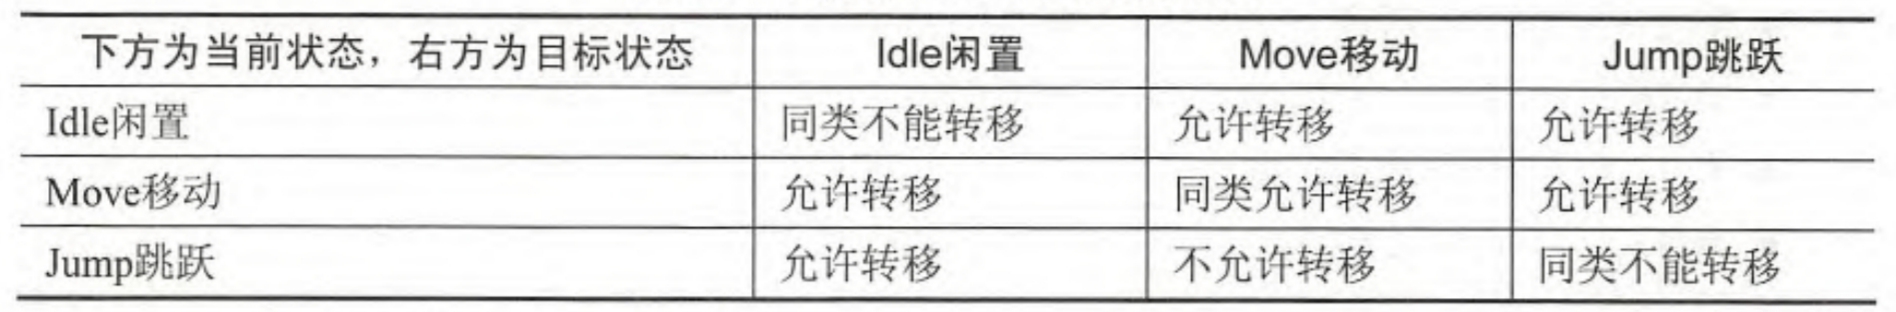 下方为当前状态，右方为目标状态 Idle闲置 Move移动 Jump跳跃
Idle闲置 同类不能转移 允许转移 允许转移
Move移动 允许转移 同类允许转移 允许转移
Jump跳跃 允许转移 不允许转移 同类不能转移